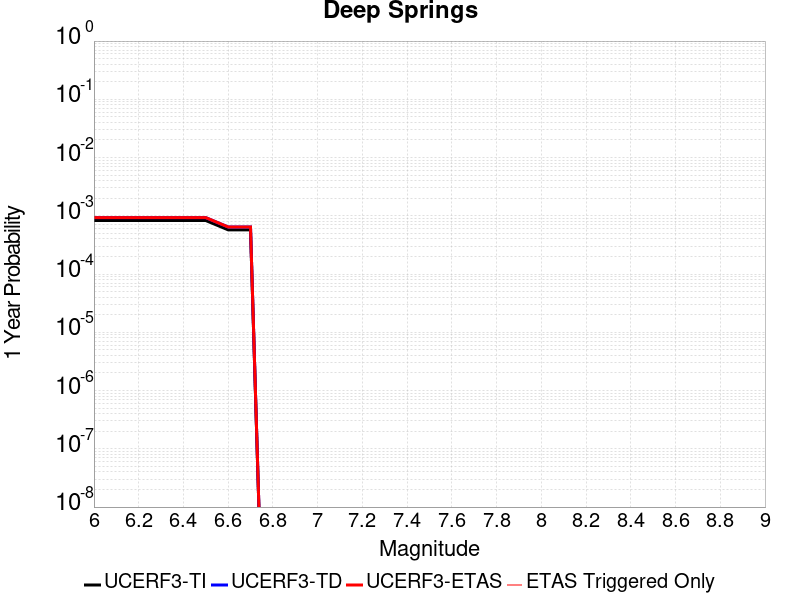 Deep Springs
10^0
10^-1
10^-2
10^-3
10^-4
10^-5
10^-6
10^-7
10^-8
1 Year Probability
6 6.2 6.4 6.6 6.8 7 7.2 7.4 7.6 7.8 8 8.2 8.4 8.6 8.8 9
Magnitude
UCERF3-TI UCERF3-TD UCERF3-ETAS ETAS Triggered Only